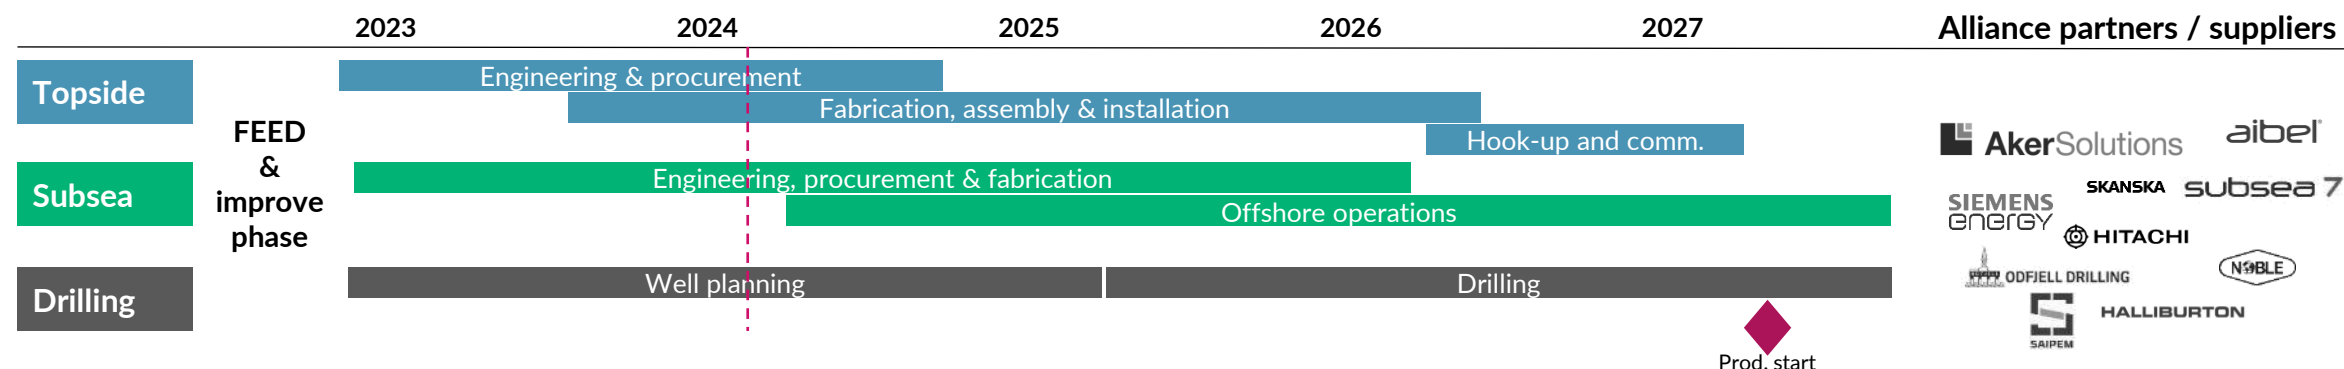 2023 2024 2025 2026 2027 Alliance partners / suppliers
Topside
Engineering & procurement
Fabrication, assembly & installation
Hook-up and comm.
FEED
&
improve
phase
Subsea
Engineering, procurement & fabrication
Offshore operations
Drilling
Well planning
Drilling
Prod. start
AkerSolutions
aibel
SKANSKA
subsea 7
SIEMENS
energy
HITACHI
ODFJELL DRILLING
NOBLE
HALLIBURTON
SAIPEM